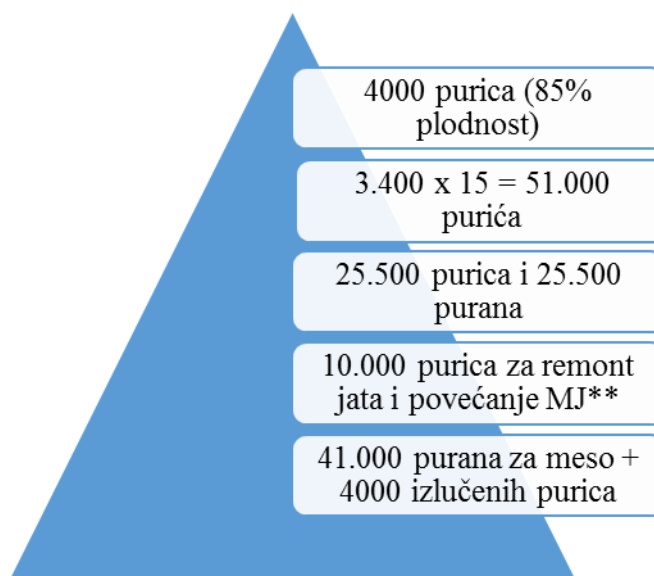 4000 purica (85%
plodnost)
3.400 x 15 = 51.000
purića
25.500 purica i 25.500
purana
10.000 purica za remont
jata i povećanje MJ**
41.000 purana za meso +
4000 izlučenih purica